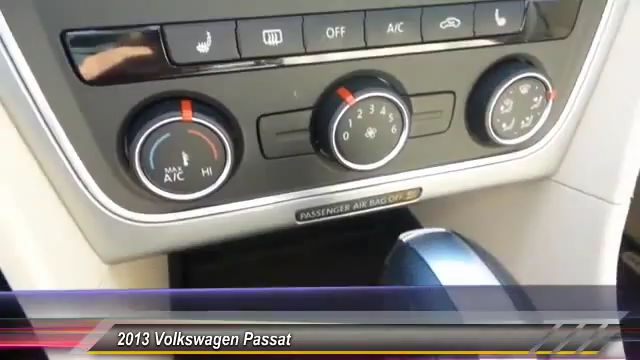 OFF
A/C
MAX
A/C
HI
0 1 2 3 4 5 6
PASSENGER AIR BAG OFF
2013 Volkswagen Passat